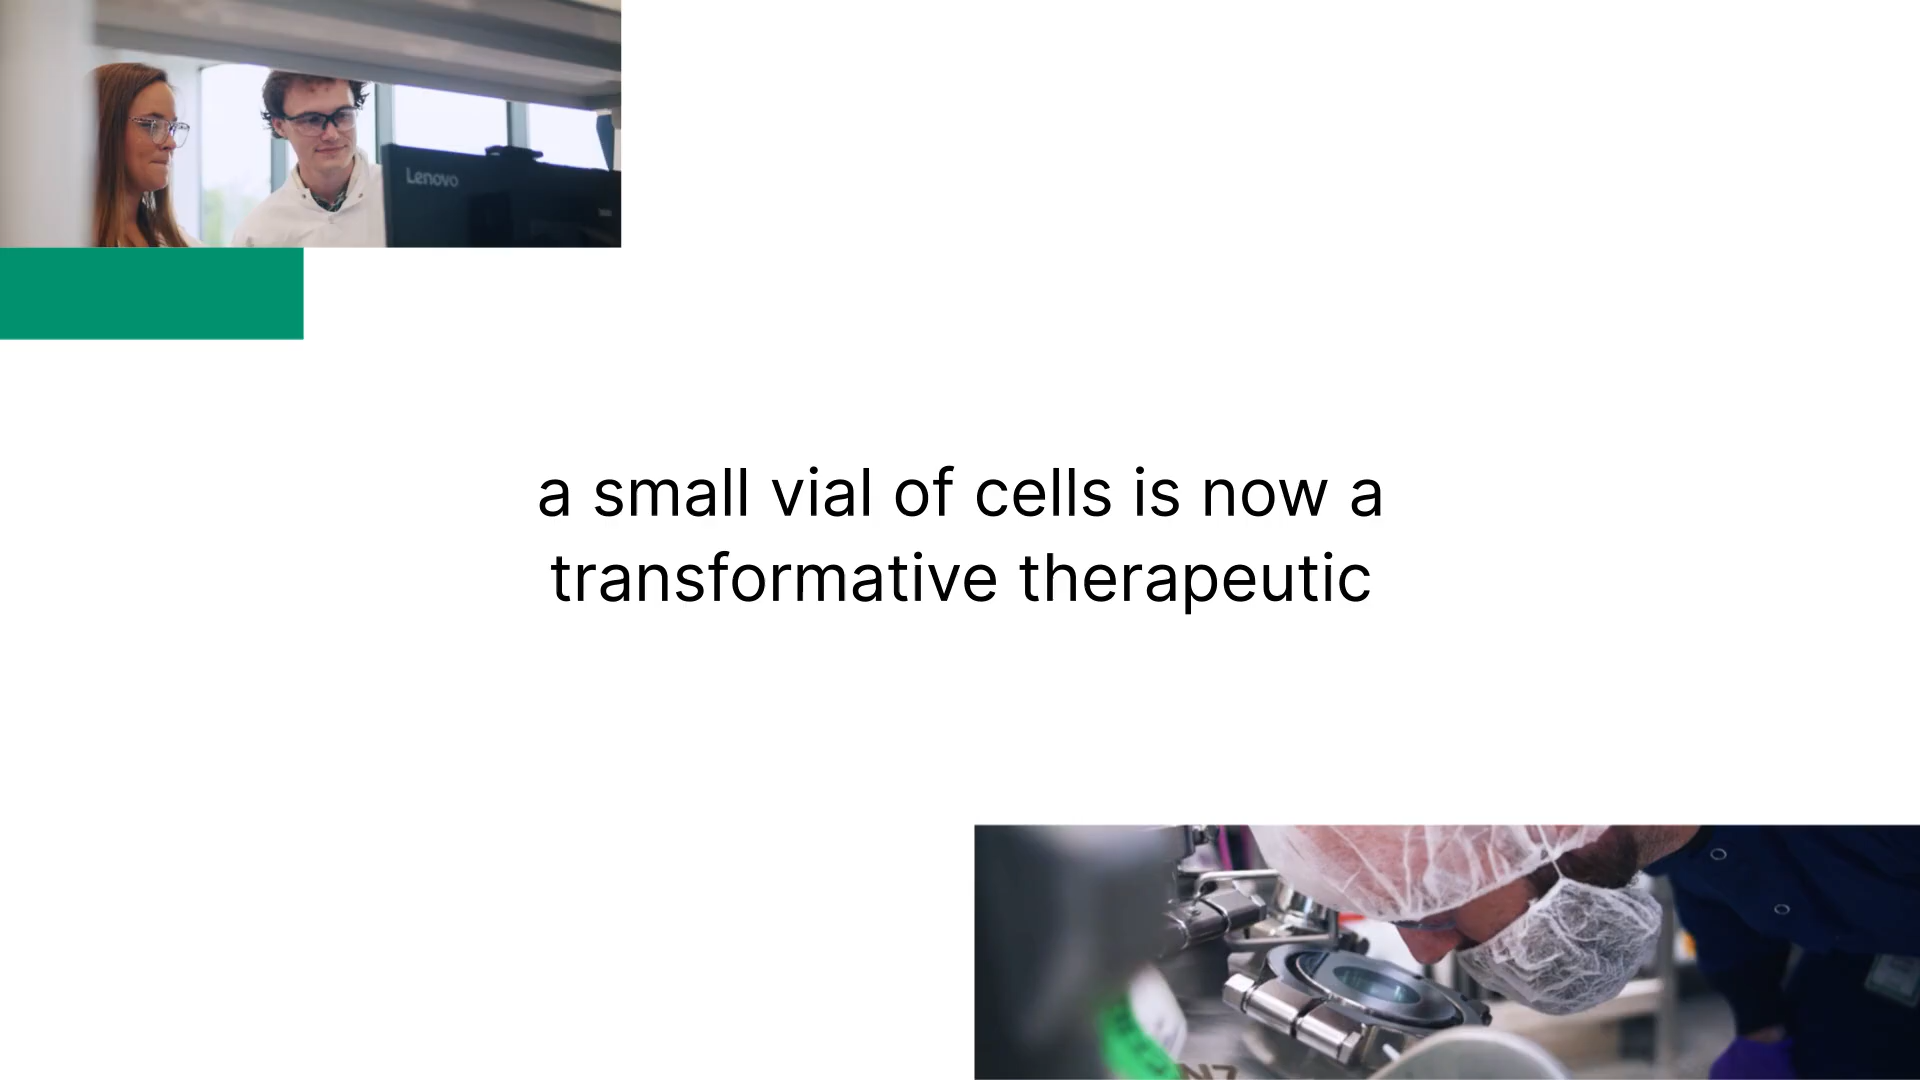 Lenovo
a small vial of cells is now a
transformative therapeutic